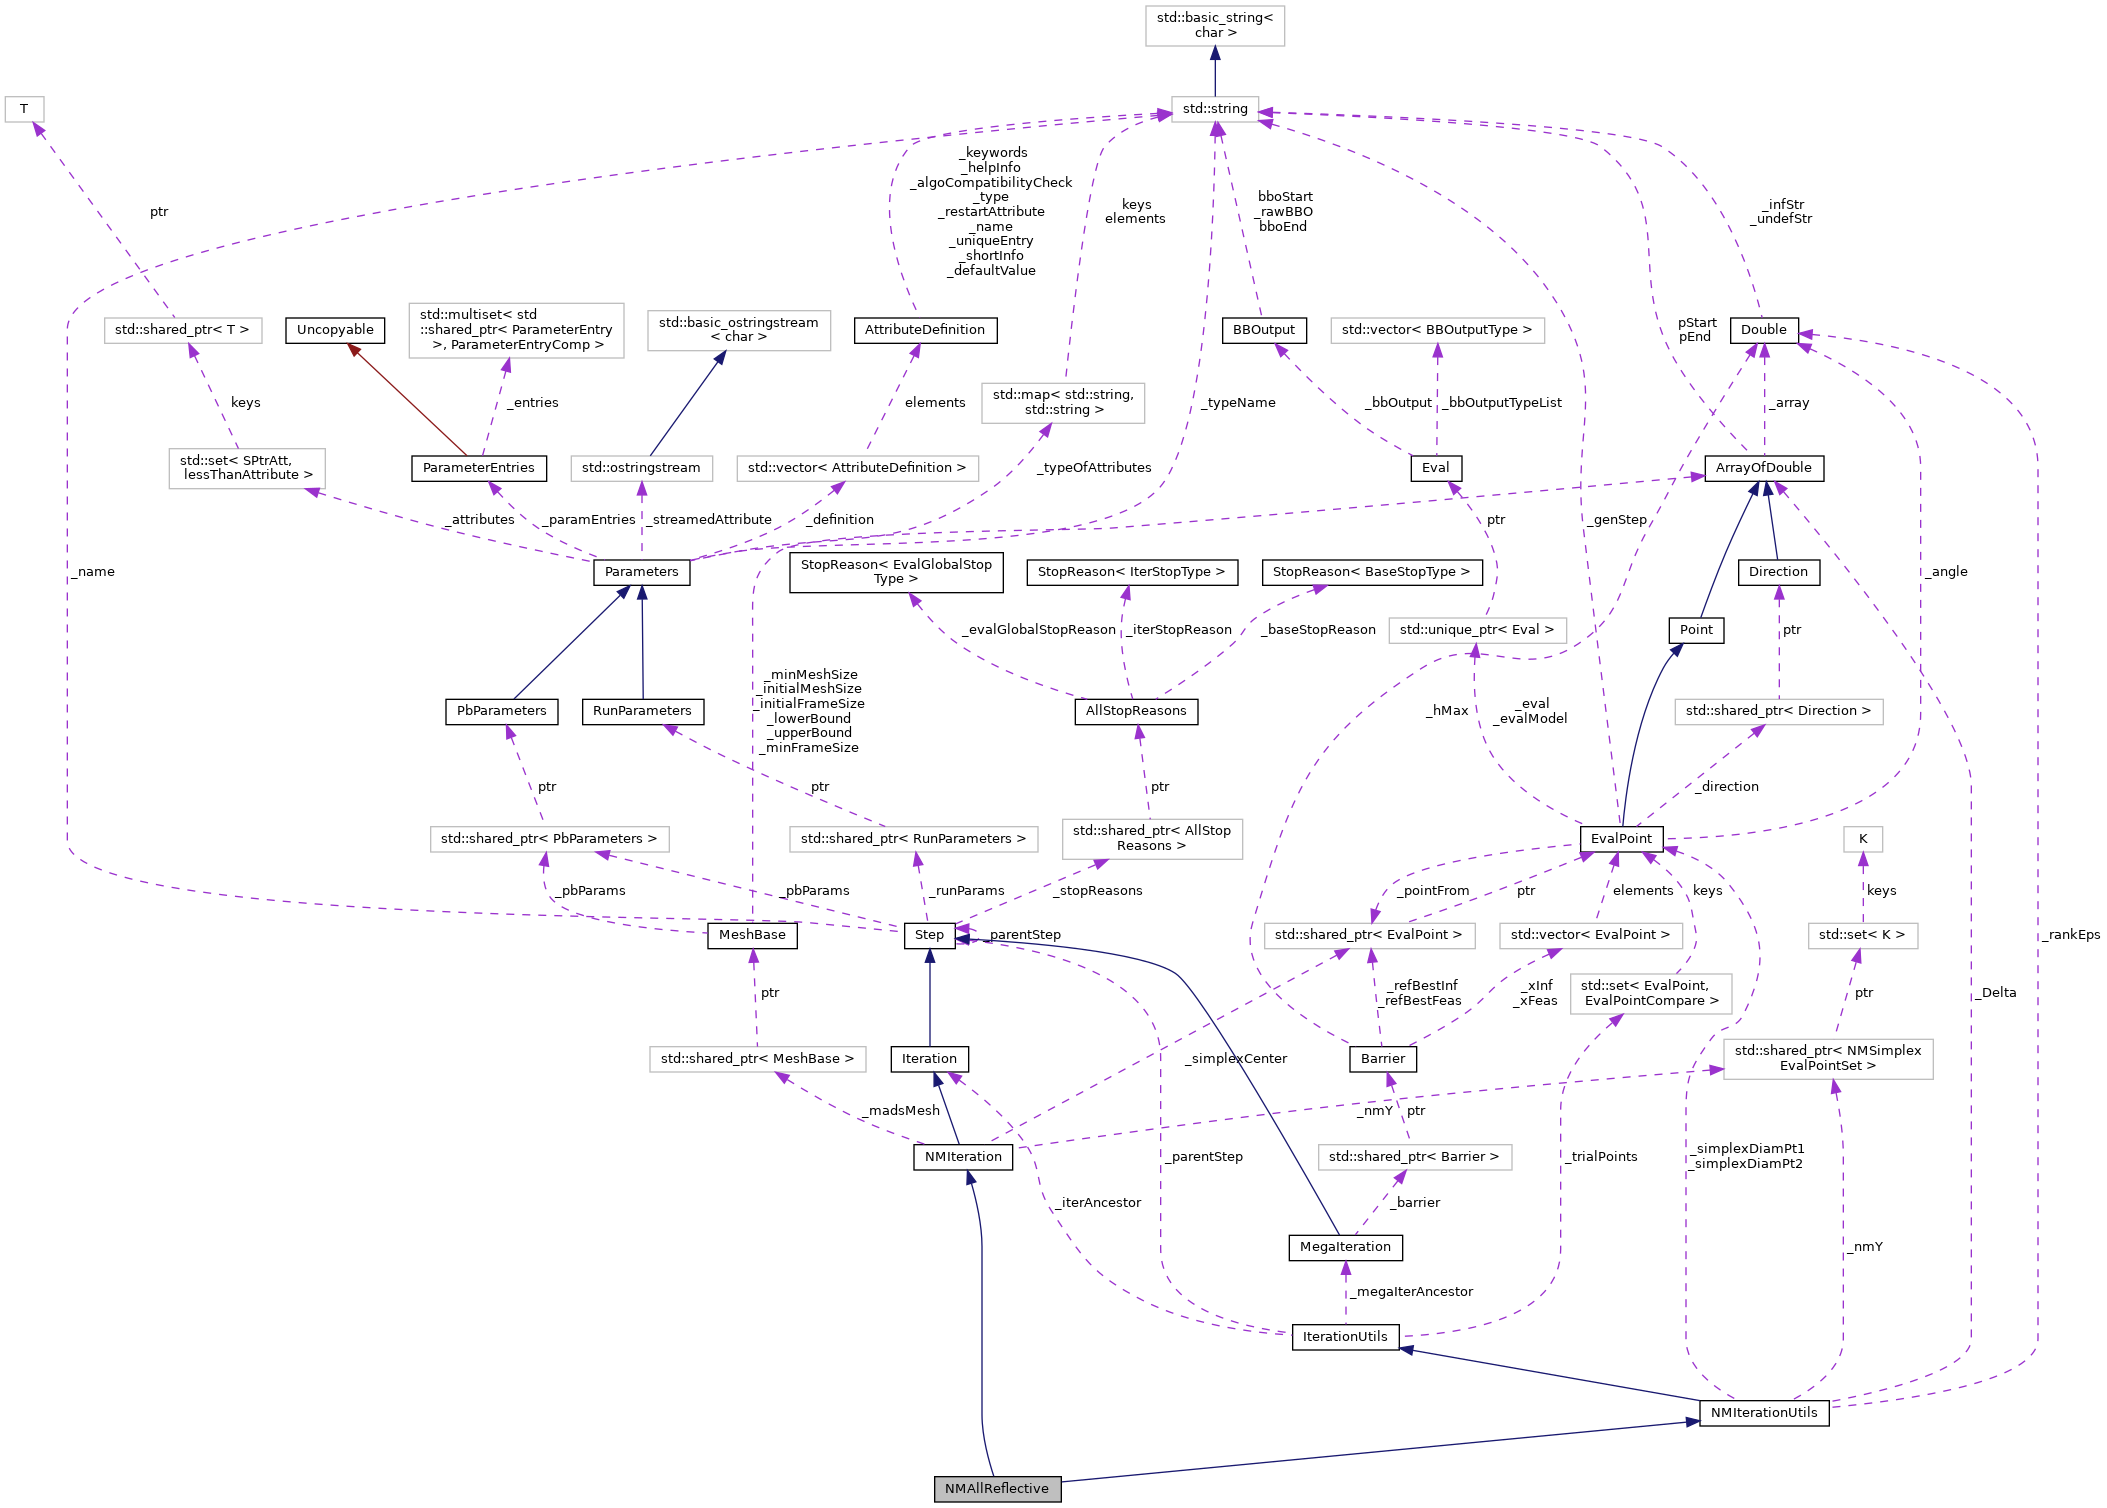 std::basic_string<
char >
T
std::string
_keywords
_helpInfo
_algoCompatibilityCheck
_type
_restartAttribute
_name
_uniqueEntry
_shortInfo
_defaultValue
keys
elements
bboStart
_rawBBO
bboEnd
_infStr
_undefStr
ptr
std::shared_ptr< T >
Uncopyable
std::multiset< std
::shared_ptr< ParameterEntry
>, ParameterEntryComp >
std::basic_ostringstream
< char >
AttributeDefinition
BBOutput
std::vector< BBOutputType >
pStart
pEnd
Double
keys
_entries
elements
std::map< std::string,
std::string >
_typeName
_bbOutput
_bbOutputTypeList
_array
std::set< SPtrAtt,
lessThanAttribute >
ParameterEntries
std::ostringstream
std::vector< AttributeDefinition >
_typeOfAttributes
Eval
ArrayOfDouble
_attributes
_paramEntries
_streamedAttribute
_definition
ptr
_genStep
_name
Parameters
StopReason< EvalGlobalStop
Type >
StopReason< IterStopType >
StopReason< BaseStopType >
Direction
_angle
_evalGlobalStopReason
_iterStopReason
_baseStopReason
std::unique_ptr< Eval >
Point
ptr
PbParameters
RunParameters
_minMeshSize
_initialMeshSize
_initialFrameSize
_lowerBound
_upperBound
_minFrameSize
AllStopReasons
_hMax
_eval
_evalModel
std::shared_ptr< Direction >
ptr
ptr
ptr
_direction
std::shared_ptr< PbParameters >
std::shared_ptr< RunParameters >
std::shared_ptr< AllStop
Reasons >
EvalPoint
K
_pbParams
_pbParams
_runParams
_stopReasons
_pointFrom
ptr
elements
keys
keys
MeshBase
Step
_parentStep
std::shared_ptr< EvalPoint >
std::vector< EvalPoint >
std::set< K >
_rankEps
ptr
_refBestInf
_refBestFeas
_xInf
_xFeas
std::set< EvalPoint,
EvalPointCompare >
ptr
_Delta
std::shared_ptr< MeshBase >
Iteration
_simplexCenter
Barrier
std::shared_ptr< NMSimplex
EvalPointSet >
_madsMesh
_nmY
ptr
NMIteration
_parentStep
std::shared_ptr< Barrier >
_trialPoints
_simplexDiamPt1
_simplexDiamPt2
_iterAncestor
_barrier
MegaIteration
_nmY
_megaIterAncestor
IterationUtils
NMIterationUtils
NMAllReflective